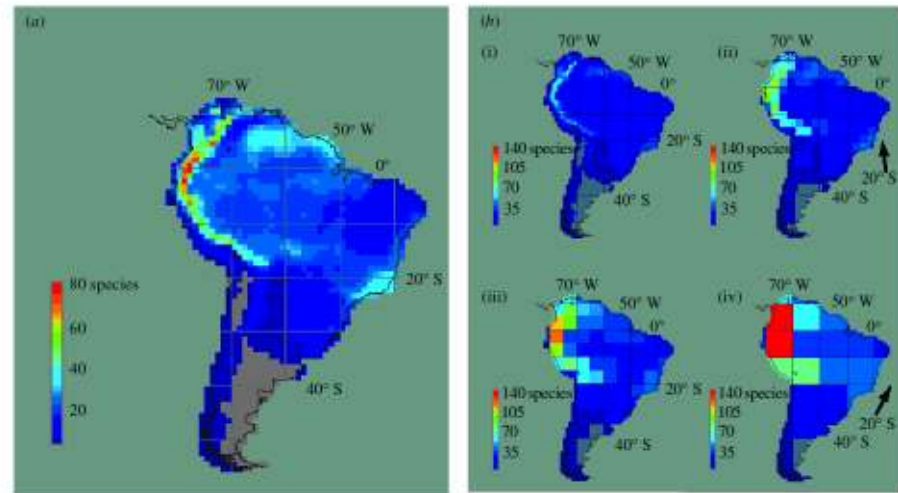 (a)
70° W
50° W
0°
20° S
40° S
80 species
60
40
20
(h)
(i)
70° W
50° W
0°
20° S
40° S
140 species
105
70
35
(ii)
70° W
50° W
0°
20° S
40° S
140 species
105
70
35
(iii)
70° W
50° W
0°
20° S
40° S
140 species
105
70
35
(iv)
70° W
50° W
0°
20° S
40° S
140 species
105
70
35